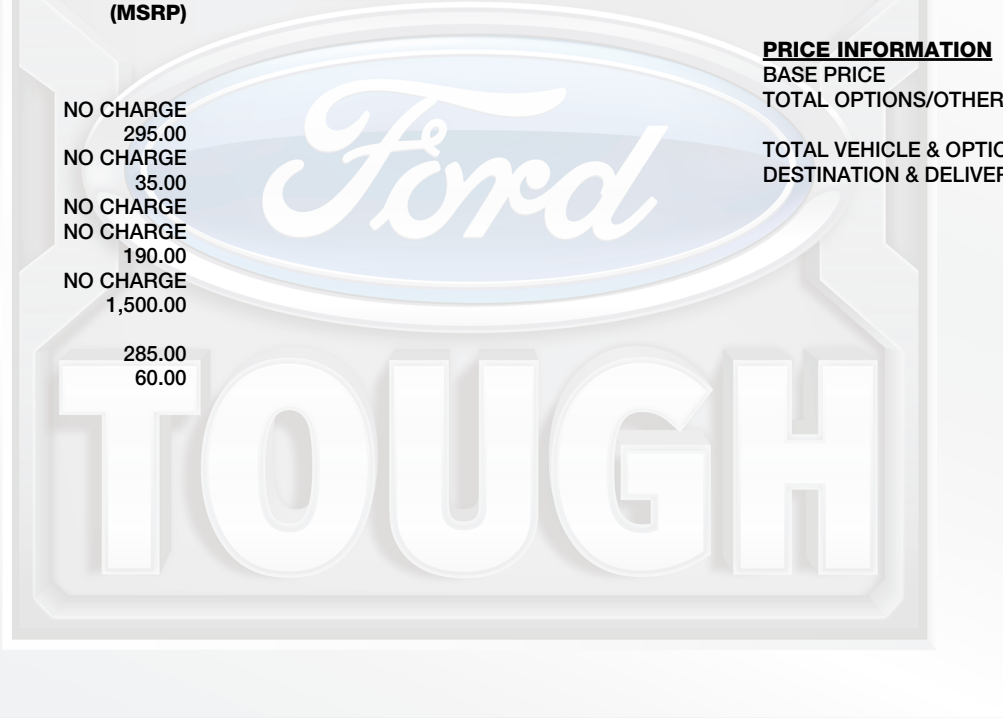 (MSRP)
NO CHARGE
295.00
NO CHARGE
35.00
NO CHARGE
NO CHARGE
190.00
NO CHARGE
1,500.00
285.00
60.00
PRICE INFORMATION
BASE PRICE
TOTAL OPTIONS/OTHER
TOTAL VEHICLE & OPTIO
DESTINATION & DELIVER
Ford
TOUGH